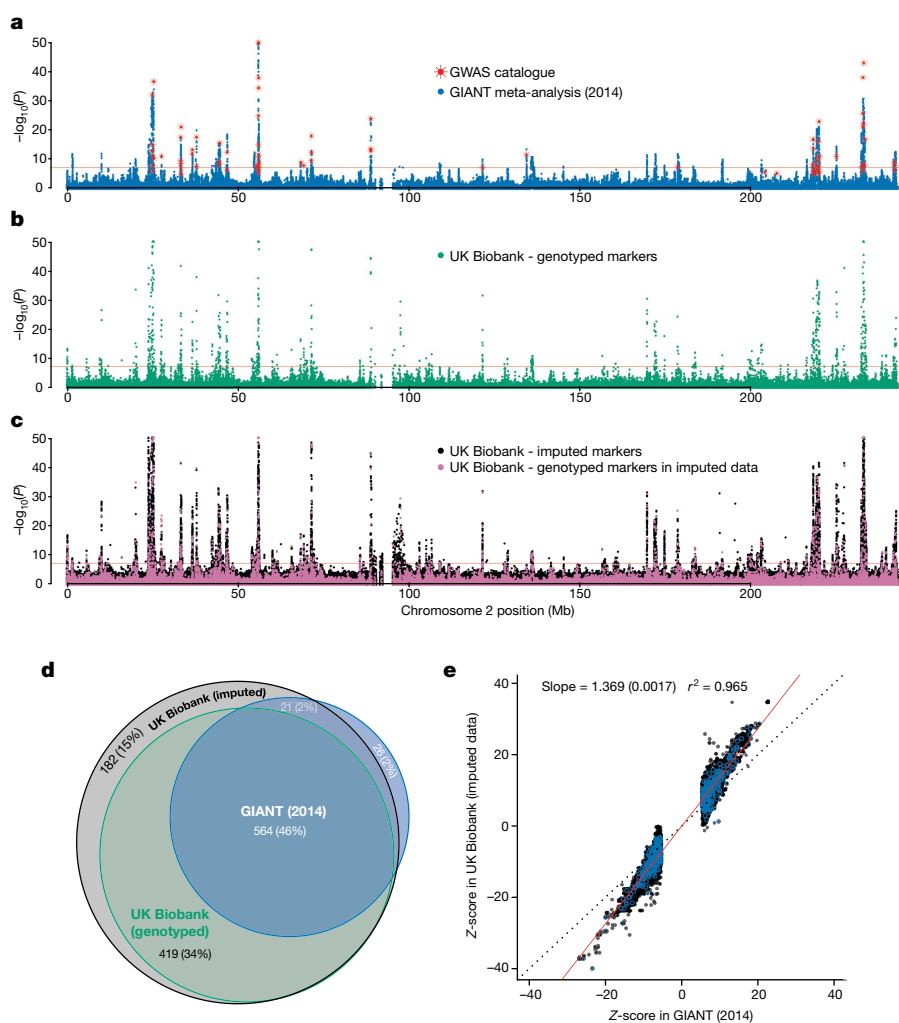 a
50
40
30
20
10
0
−log10(P)
GWAS catalogue
GIANT meta-analysis (2014)
0
50
100
150
200
b
50
40
30
20
10
0
−log10(P)
UK Biobank - genotyped markers
0
50
100
150
200
c
50
40
30
20
10
0
−log10(P)
UK Biobank - imputed markers
UK Biobank - genotyped markers in imputed data
0
50
100
150
200
Chromosome 2 position (Mb)
d
UK Biobank (imputed)
182 (15%)
21 (2%)
26 (2%)
GIANT (2014)
564 (46%)
UK Biobank
(genotyped)
419 (34%)
e
Slope = 1.369 (0.0017) r2 = 0.965
40
20
0
−20
−40
Z-score in UK Biobank (imputed data)
−40
−20
0
20
40
Z-score in GIANT (2014)